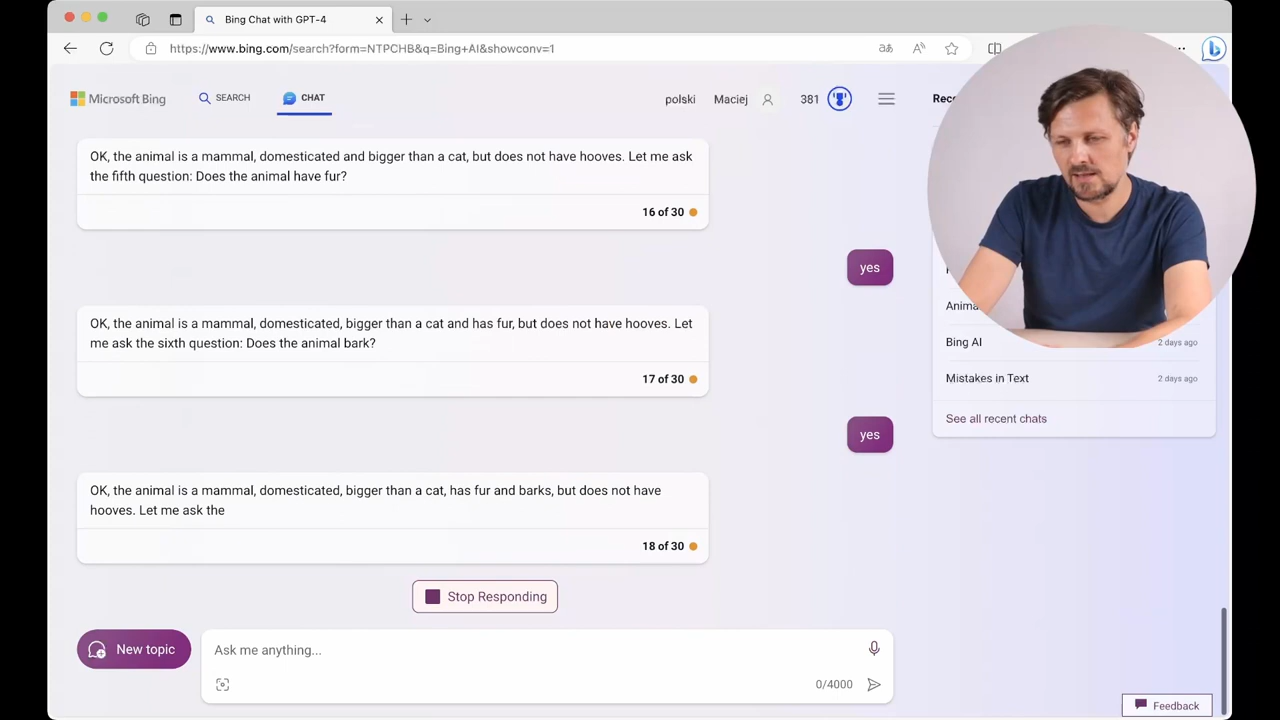 Bing Chat with GPT-4
https://www.bing.com/search?form=NTPCHB&q=Bing+AI&showconv=1
ああ
Microsoft Bing
SEARCH
CHAT
polski
Maciej
381
OK, the animal is a mammal, domesticated and bigger than a cat, but does not have hooves. Let me ask
the fifth question: Does the animal have fur?
16 of 30
yes
OK, the animal is a mammal, domesticated, bigger than a cat and has fur, but does not have hooves. Let
me ask the sixth question: Does the animal bark?
17 of 30
yes
OK, the animal is a mammal, domesticated, bigger than a cat, has fur and barks, but does not have
hooves. Let me ask the
18 of 30
Stop Responding
New topic
Ask me anything...
0/4000
Bing AI
2 days ago
Mistakes in Text
2 days ago
See all recent chats
Feedback